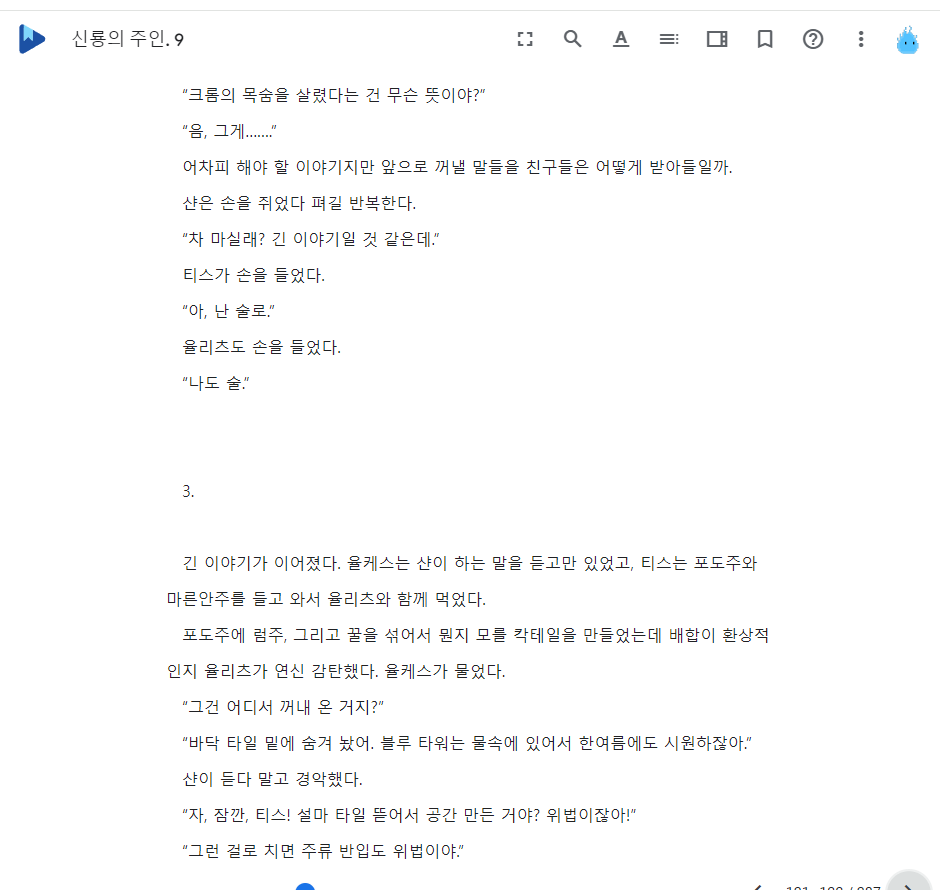 신룡의 주인. 9
“크롬의 목숨을 살렸다는 건 무슨 뜻이야?”
“음, 그게…….”
어차피 해야 할 이야기지만 앞으로 꺼낼 말들을 친구들은 어떻게 받아들일까.
샨은 손을 쥐었다 펴길 반복한다.
“차 마실래? 긴 이야기일 것 같은데.”
티스가 손을 들었다.
“아, 난 술로.”
율리츠도 손을 들었다.
“나도 술.”
3.
긴 이야기가 이어졌다. 율케스는 샨이 하는 말을 듣고만 있었고, 티스는 포도주와
마른안주를 들고 와서 율리츠와 함께 먹었다.
포도주에 럼주, 그리고 꿀을 섞어서 뭔지 모를 칵테일을 만들었는데 배합이 환상적
인지 율리츠가 연신 감탄했다. 율케스가 물었다.
“그건 어디서 꺼내 온 거지?”
“바닥 타일 밑에 숨겨 놨어. 블루 타워는 물속에 있어서 한여름에도 시원하잖아.”
샨이 듣다 말고 경악했다.
“자, 잠깐, 티스! 설마 타일 뜯어서 공간 만든 거야? 위법이잖아!”
“그런 걸로 치면 주류 반입도 위법이야.”